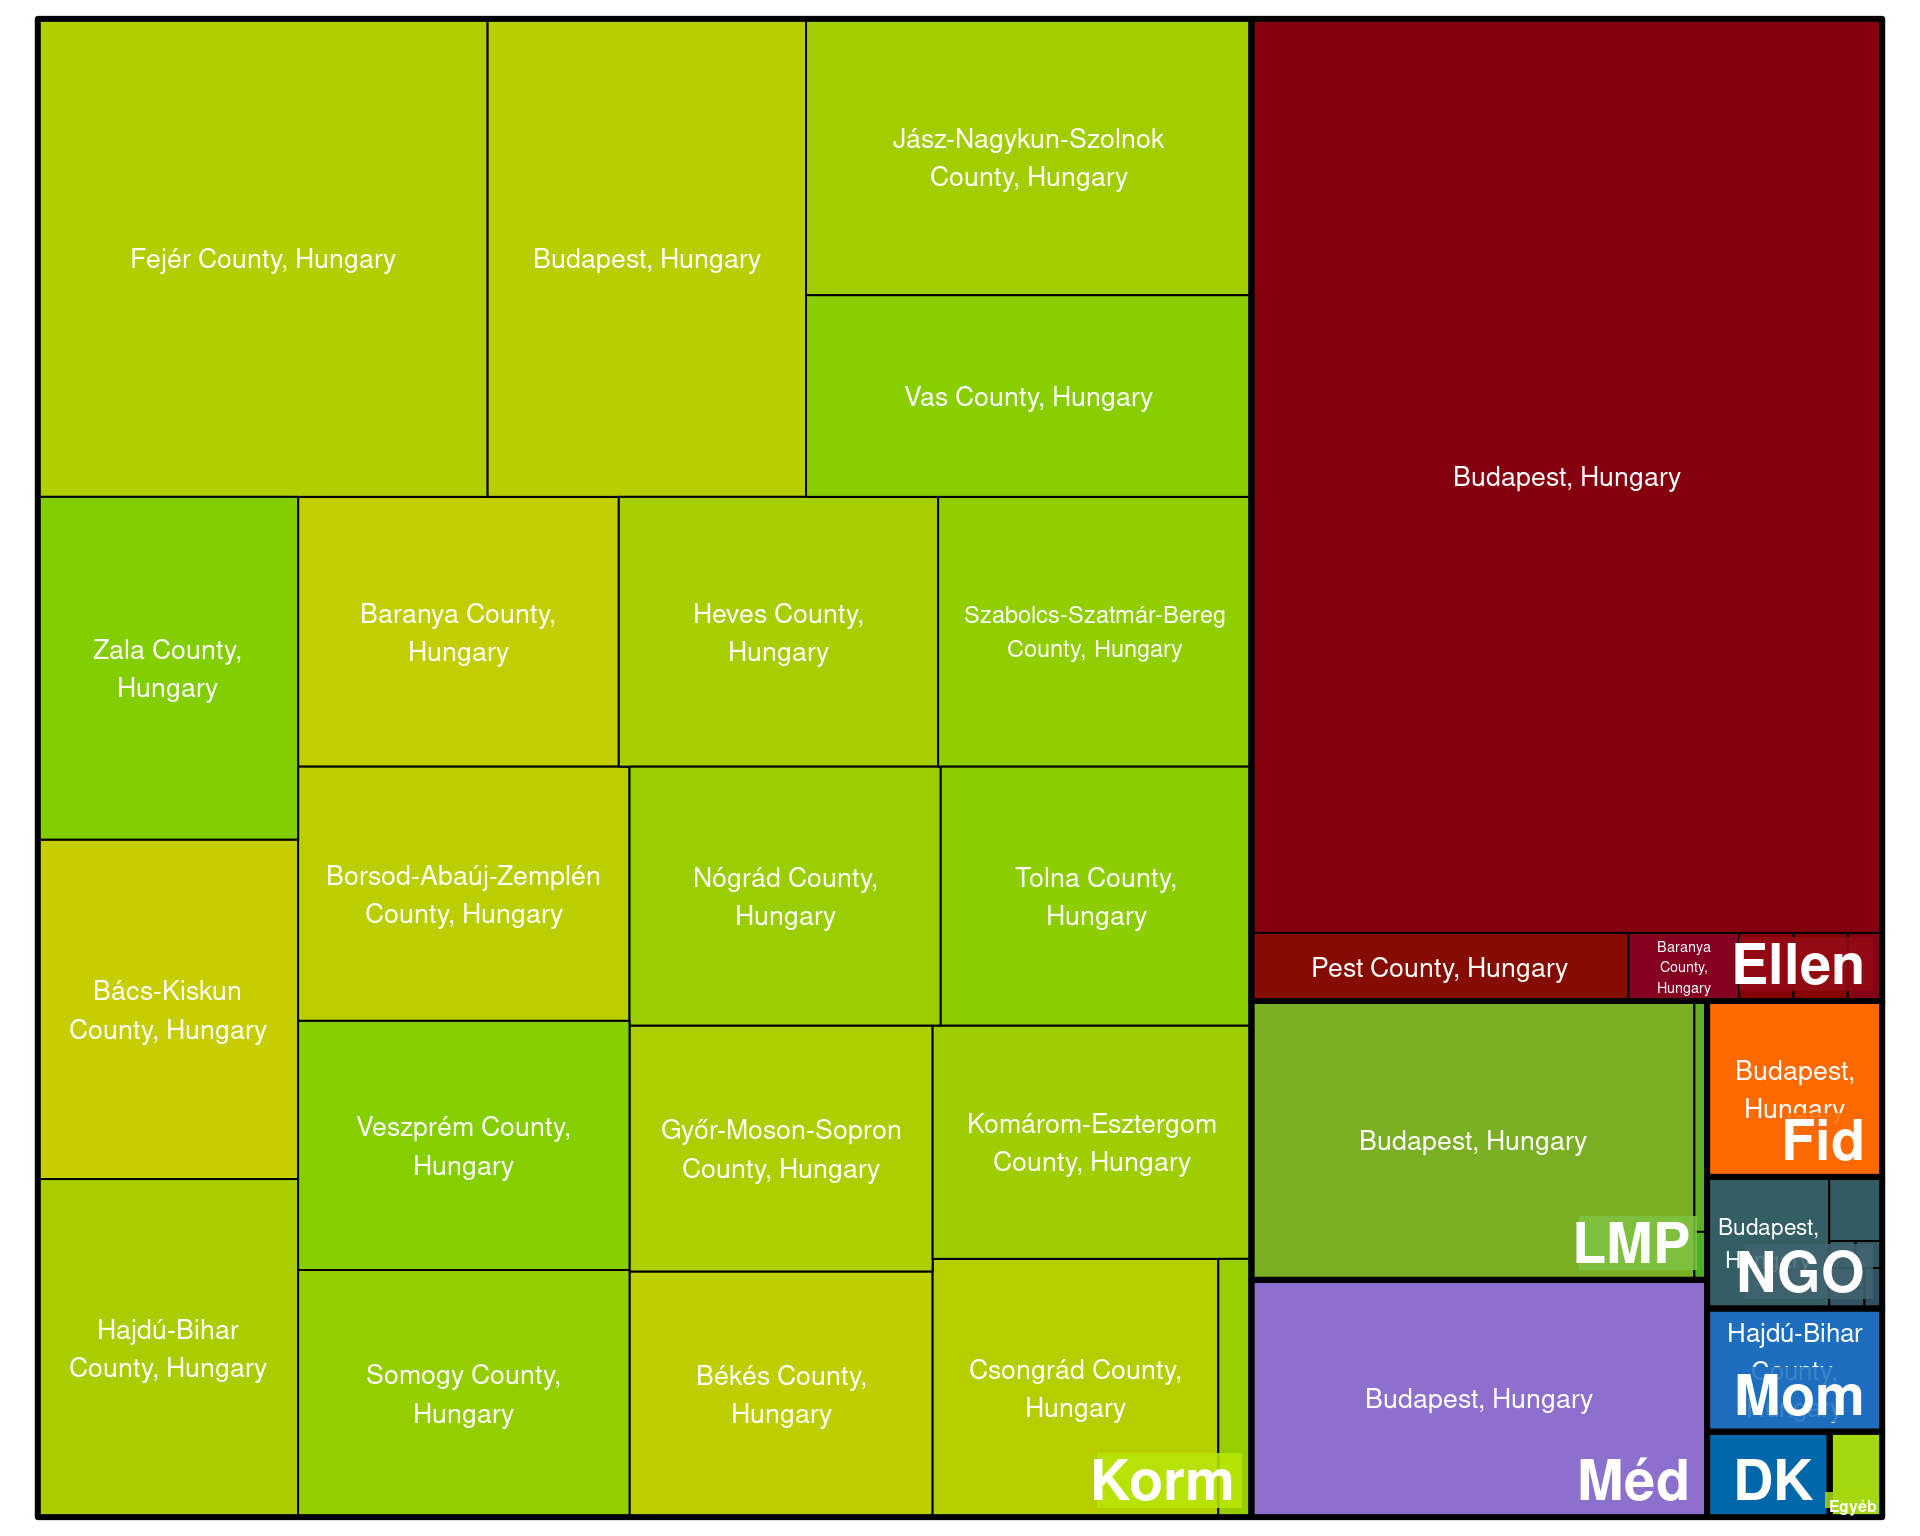 Fejér County, Hungary
Budapest, Hungary
Jász-Nagykun-Szolnok
County, Hungary
Vas County, Hungary
Zala County,
Hungary
Baranya County,
Hungary
Heves County,
Hungary
Szabolcs-Szatmár-Bereg
County, Hungary
Bács-Kiskun
County, Hungary
Borsod-Abaúj-Zemplén
County, Hungary
Nógrád County,
Hungary
Tolna County,
Hungary
Hajdú-Bihar
County, Hungary
Veszprém County,
Hungary
Győr-Moson-Sopron
County, Hungary
Komárom-Esztergom
County, Hungary
Somogy County,
Hungary
Békés County,
Hungary
Csongrád County,
Hungary
Korm
Budapest, Hungary
Pest County, Hungary
Baranya
County,
Hungary
Ellen
Budapest, Hungary
LMP
Budapest, Hungary
Méd
Budapest,
Hungary
Fid
Budapest,
NGO
Hajdú-Bihar
County,
Mom
DK
Egyéb